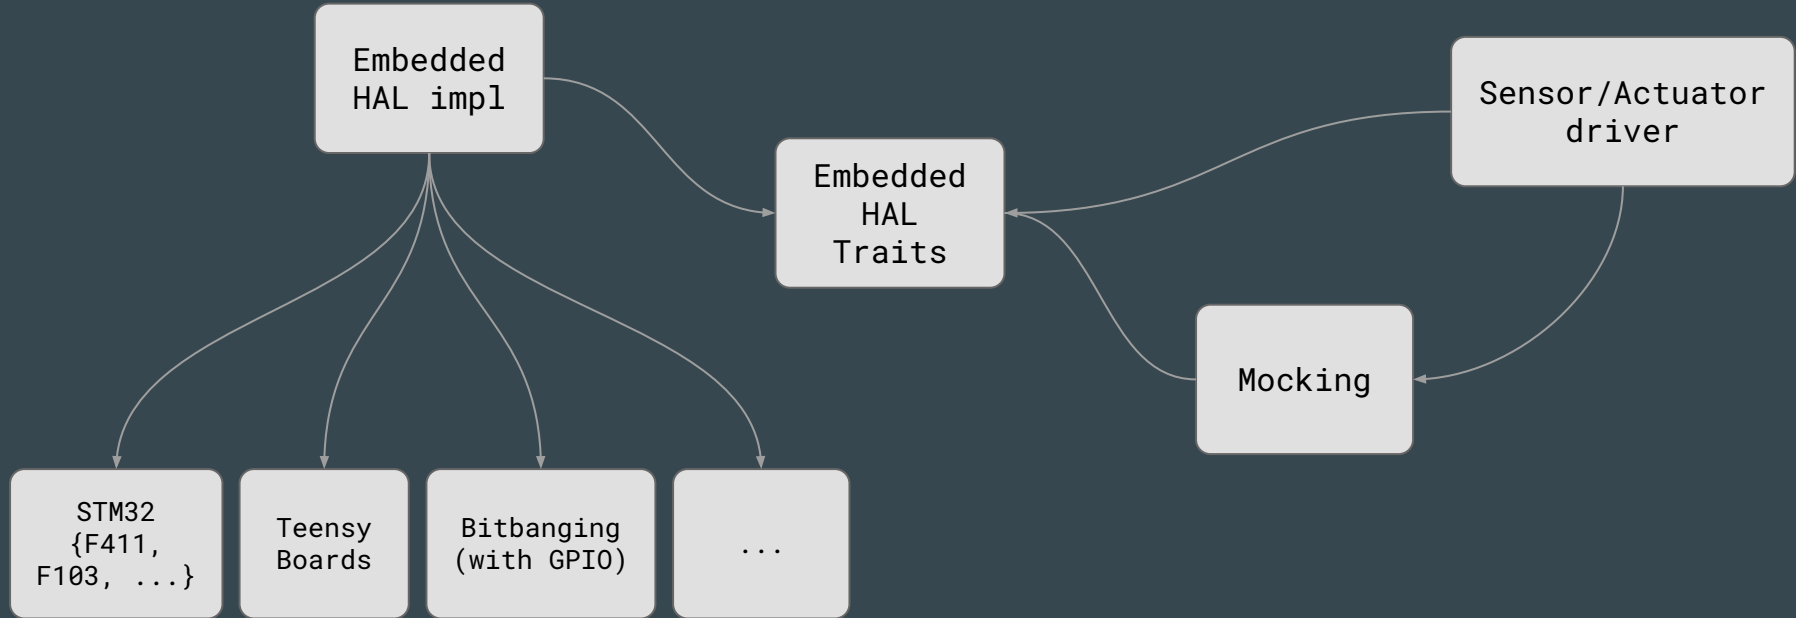 Embedded
HAL impl
Sensor/Actuator
driver
Embedded
HAL
Traits
Mocking
STM32
{F411,
F103, ...}
Teensy
Boards
Bitbanging
(with GPIO)
...